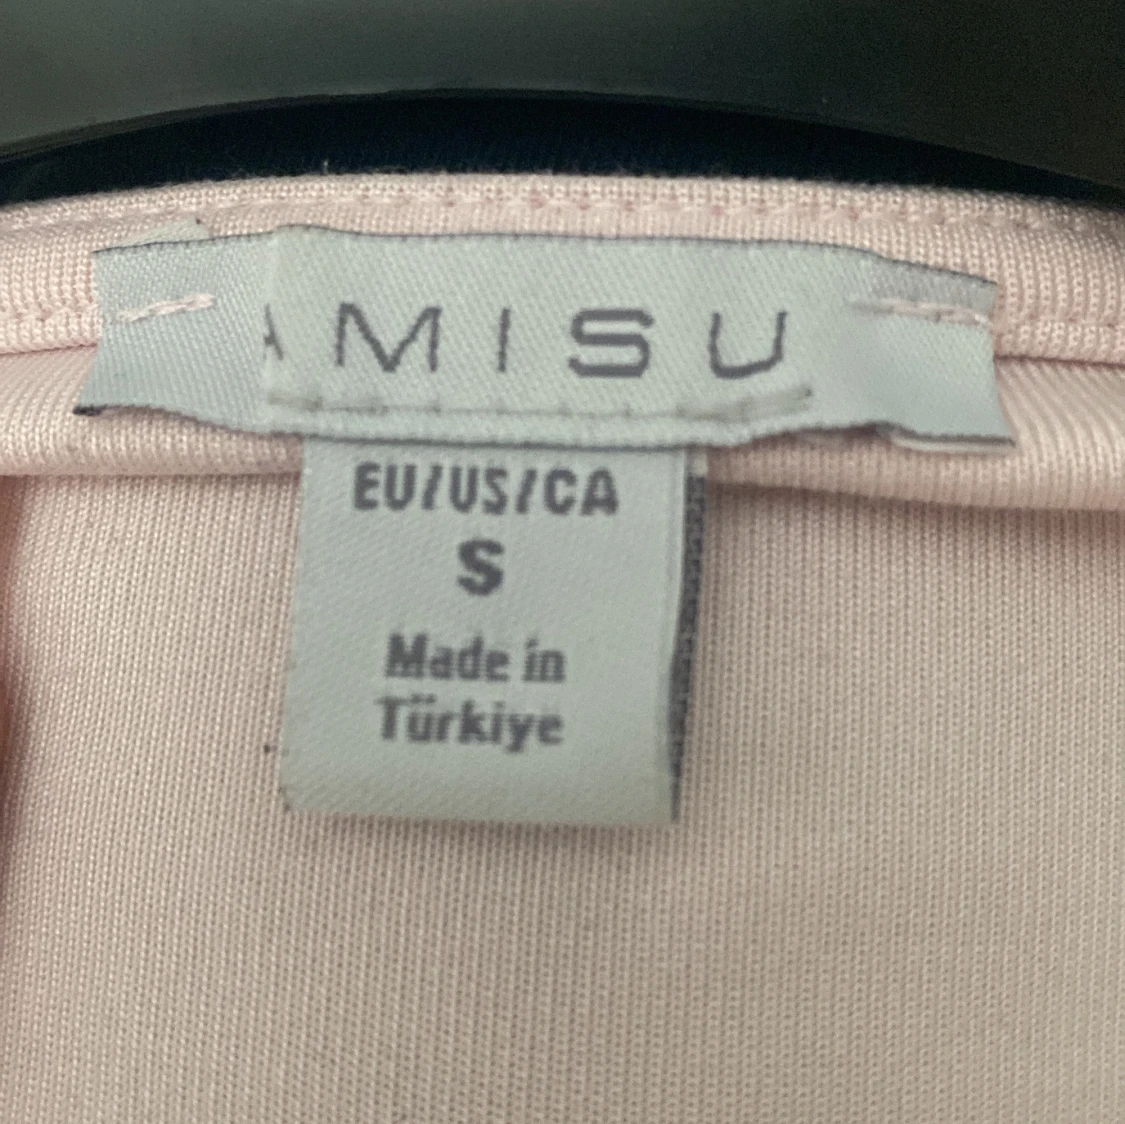 AMISU
EU/US/CA
S
Made in
Türkiye